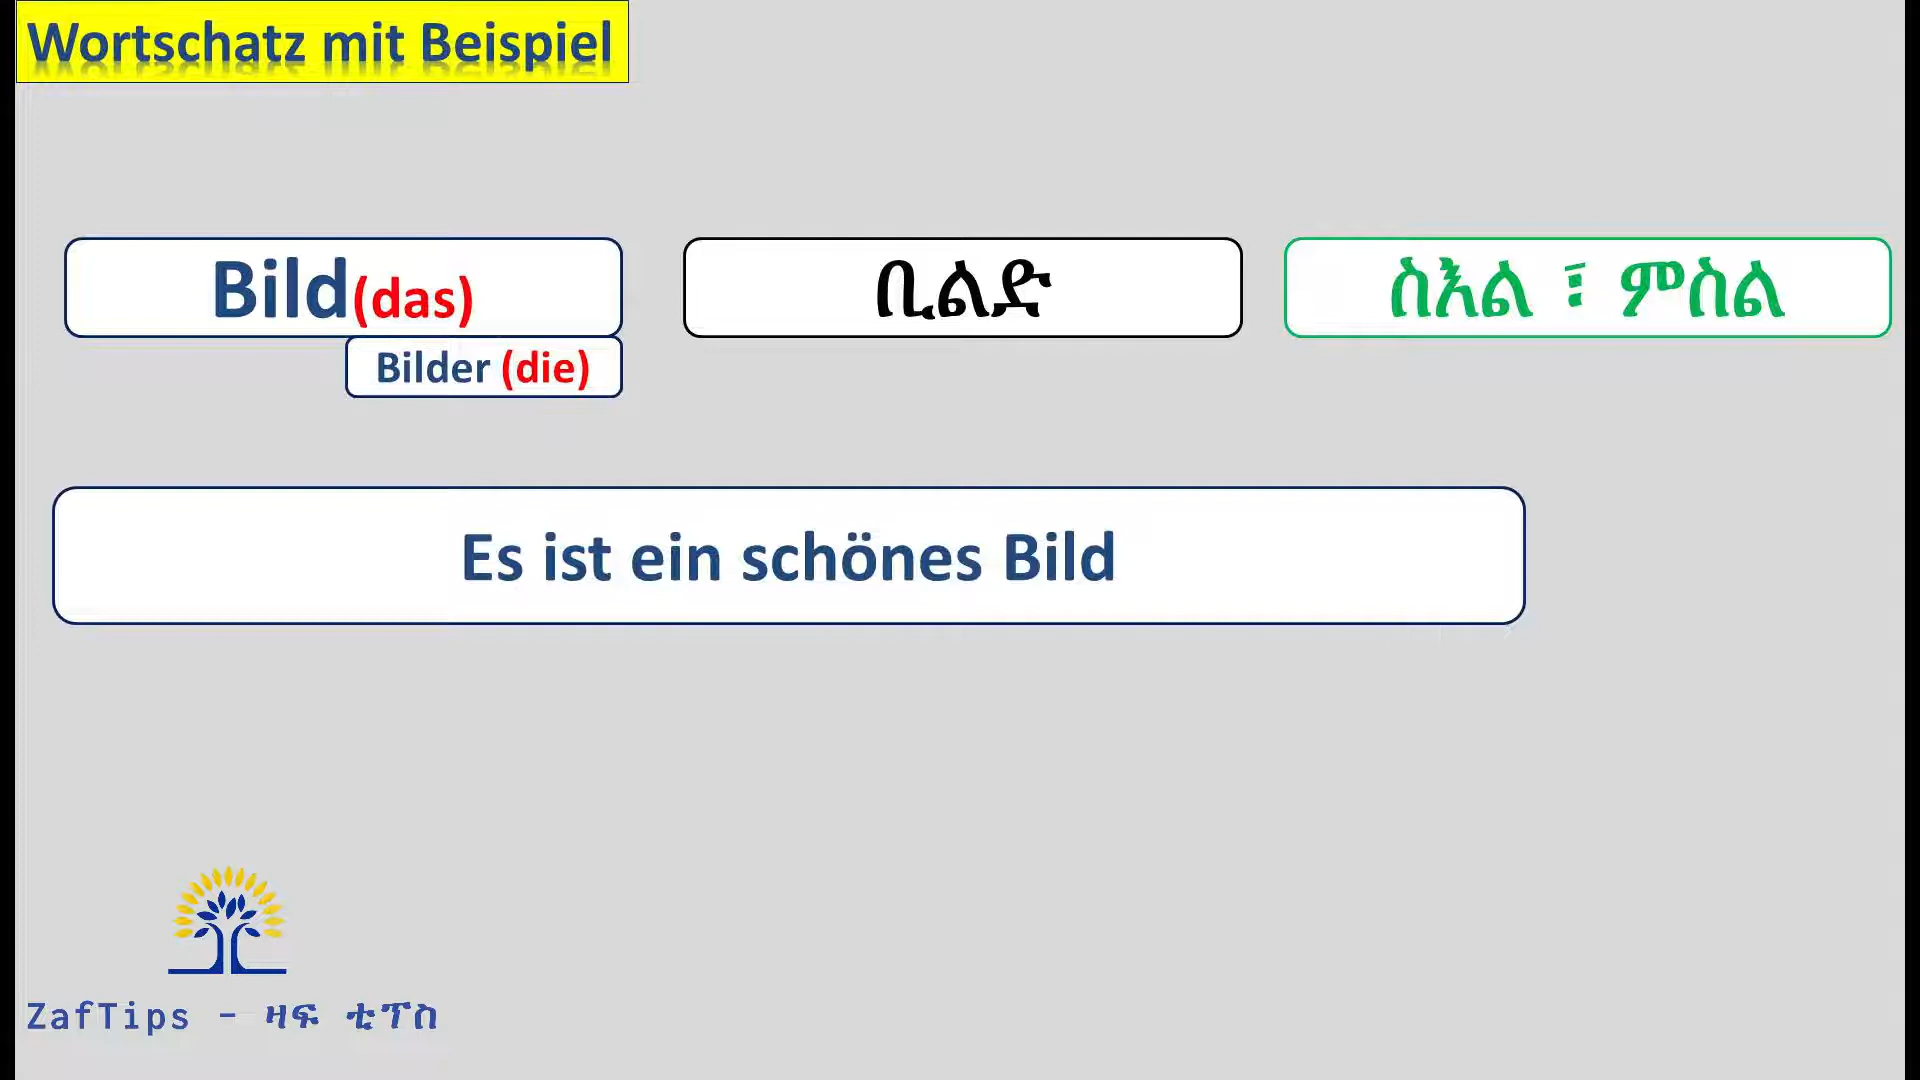 Wortschatz mit Beispiel
Bild(das)
ቢልድ
ስእል ፣ ምስል
Bilder (die)
Es ist ein schönes Bild
ZafTips - ዛፍ ቲፕስ